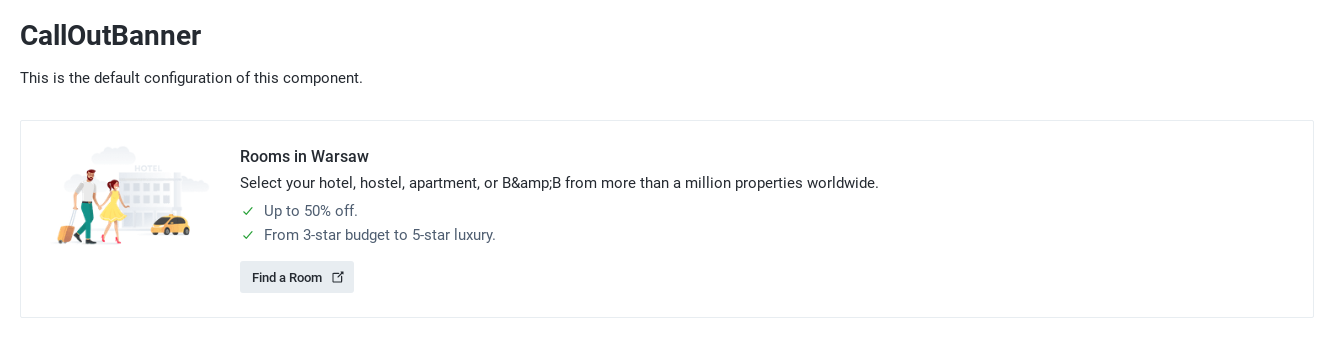 CallOutBanner
This is the default configuration of this component.
HOTEL
Rooms in Warsaw
Select your hotel, hostel, apartment, or B&amp;B from more than a million properties worldwide.
Up to 50% off.
From 3-star budget to 5-star luxury.
Find a Room